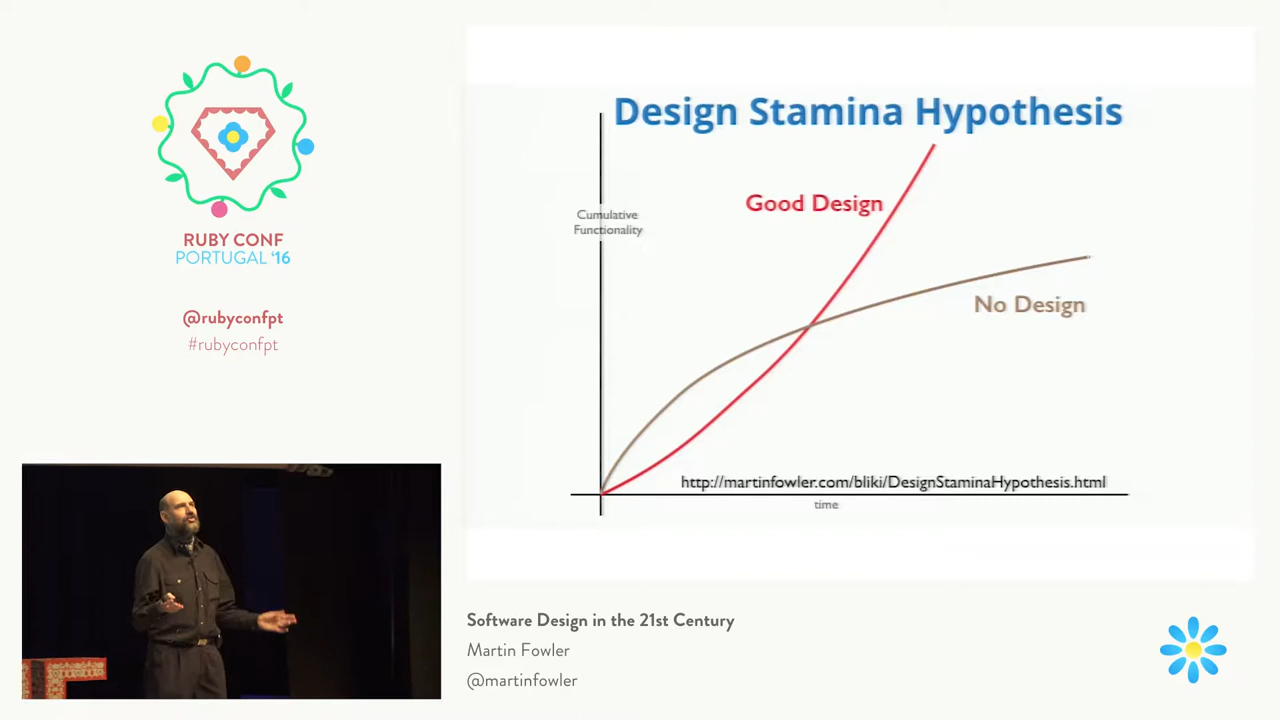 RUBY CONF
PORTUGAL '16
@rubyconfpt
#rubyconfpt
Design Stamina Hypothesis
Cumulative
Functionality
Good Design
No Design
http://martinfowler.com/bliki/DesignStaminaHypothesis.html
time
Software Design in the 21st Century
Martin Fowler
@martinfowler